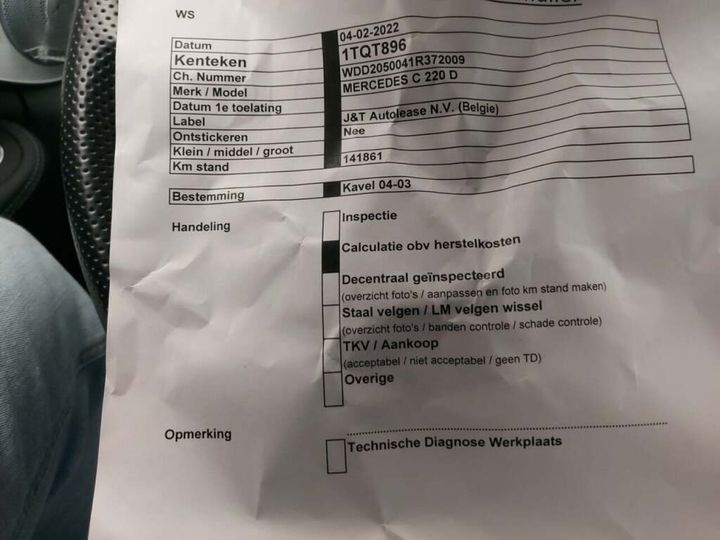 WS
Datum 04-02-2022
Kenteken 1TQT896
Ch. Nummer WDD2050041R372009
Merk / Model MERCEDES C 220 D
Datum 1e toelating
Label J&T Autolease N.V. (Belgie)
Ontstickeren Nee
Klein / middel / groot
Km stand 141861
Bestemming Kavel 04-03
Handeling Inspectie
Calculatie obv herstelkosten
Decentraal geïnspecteerd
(overzicht foto's / aanpassen en foto km stand maken)
Staal velgen / LM velgen wissel
(overzicht foto's / banden controle / schade controle)
TKV / Aankoop
(acceptabel / niet acceptabel / geen TD)
Overige
Opmerking
Technische Diagnose Werkplaats